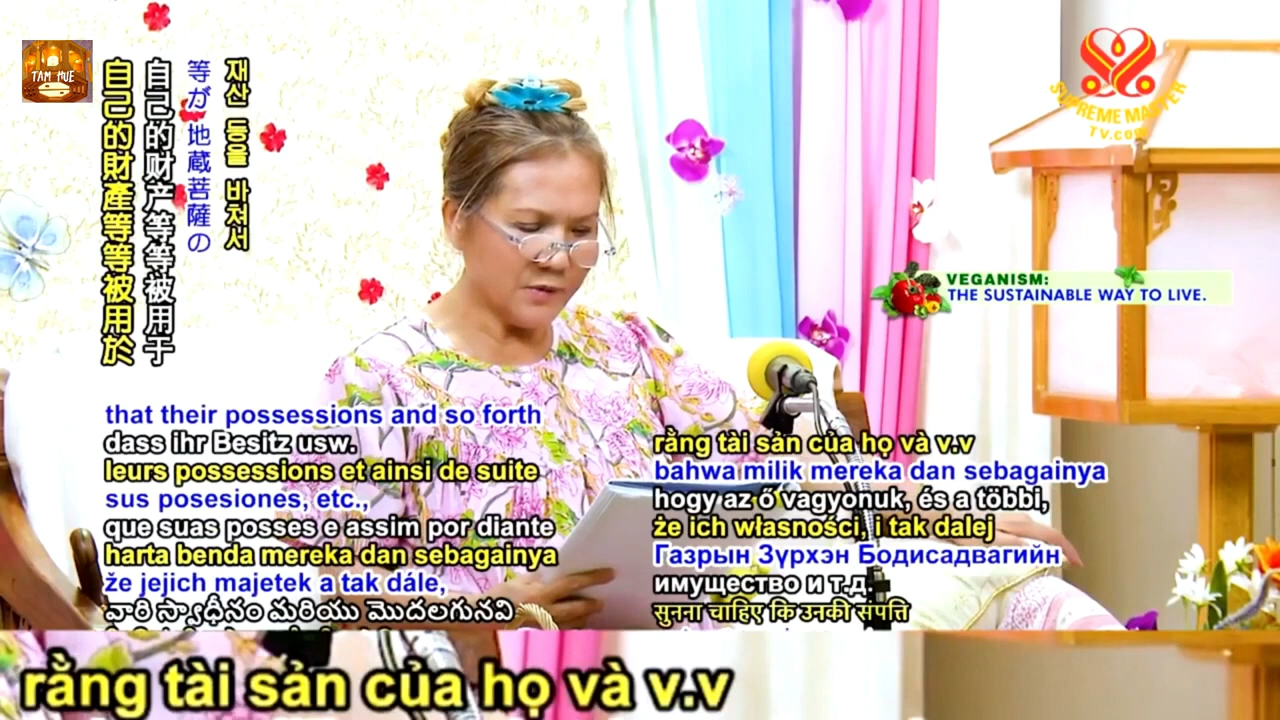 TAM HUE
재산 등을 바쳐서
等が 地蔵菩薩の
自己的财产等等被用于
自己的財產等等被用於
SUPREME MASTER
TV.com
VEGANISM:
THE SUSTAINABLE WAY TO LIVE.
that their possessions and so forth
dass ihr Besitz usw.
leurs possessions et ainsi de suite
sus posesiones, etc.,
que suas posses e assim por diante
harta benda mereka dan sebagainya
že jejich majetek a tak dále,
వారి స్వాధీనం మరియు మొదలగునవి
rằng tài sản của họ và v.v
bahwa milik mereka dan sebagainya
hogy az ő vagyonuk, és a többi,
że ich własności, i tak dalej
Газрын Зүрхэн Бодисадвагийн
имущество и т.д.
सुनना चाहिए कि उनकी संपत्ति
rằng tài sản của họ và v.v